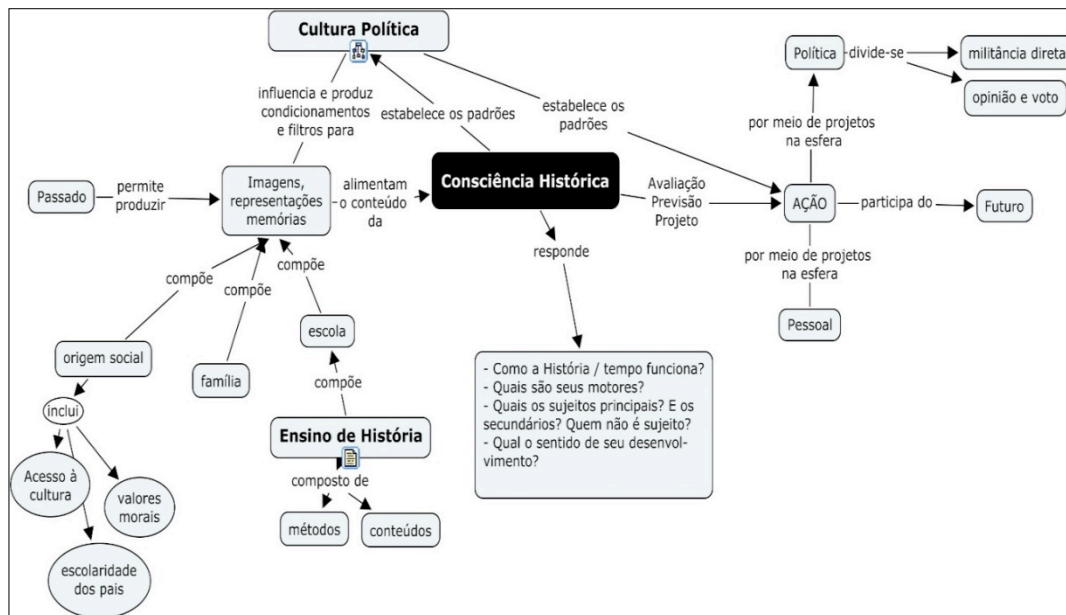 Cultura Política
influencia e produz
condicionamentos
e filtros para
estabelece os padrões
estabelece os
padrões
Política
divide-se
militância direta
opinião e voto
por meio de projetos
na esfera
Passado
permite
produzir
Imagens,
representações
memórias
alimentam
o conteúdo
da
Consciência Histórica
Avaliação
Previsão
Projeto
AÇÃO
participa do
Futuro
por meio de projetos
na esfera
Pessoal
responde
compõe
compõe
compõe
origem social
família
escola
compõe
inclui
Acesso à
cultura
valores
morais
escolaridade
dos pais
Ensino de História
composto de
métodos
conteúdos
- Como a História / tempo funciona?
- Quais são seus motores?
- Quais os sujeitos principais? E os
secundários? Quem não é sujeito?
- Qual o sentido de seu desenvol-
vimento?